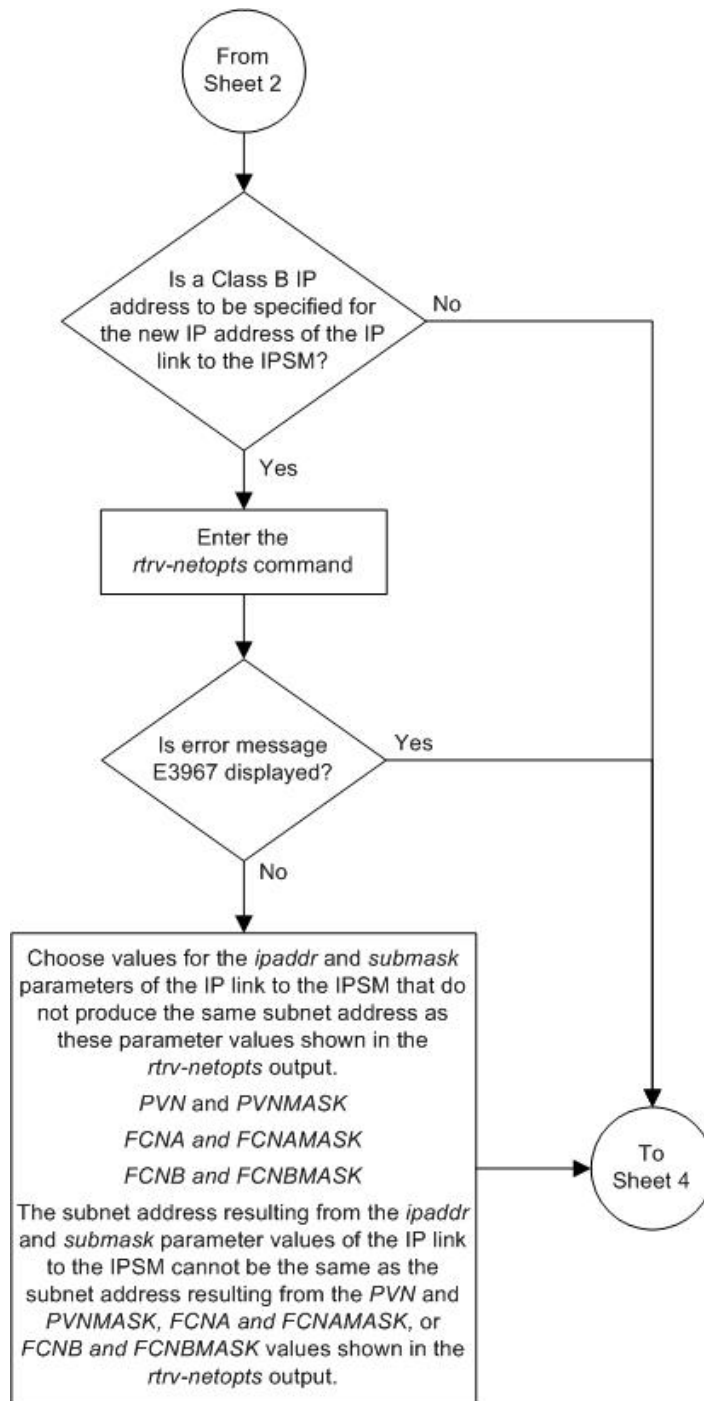 From
Sheet 2
Is a Class B IP
address to be specified for
the new IP address of the IP
link to the IPSM?
No
Yes
Enter the
rtrv-netopts command
Is error message
E3967 displayed?
Yes
No
Choose values for the ipaddr and submask
parameters of the IP link to the IPSM that do
not produce the same subnet address as
these parameter values shown in the
rtrv-netopts output.
PVN and PVNMASK
FCNA and FCNAMASK
FCNB and FCNBMASK
The subnet address resulting from the ipaddr
and submask parameter values of the IP link
to the IPSM cannot be the same as the
subnet address resulting from the PVN and
PVNMASK, FCNA and FCNAMASK, or
FCNB and FCNBMASK values shown in the
rtrv-netopts output.
To
Sheet 4